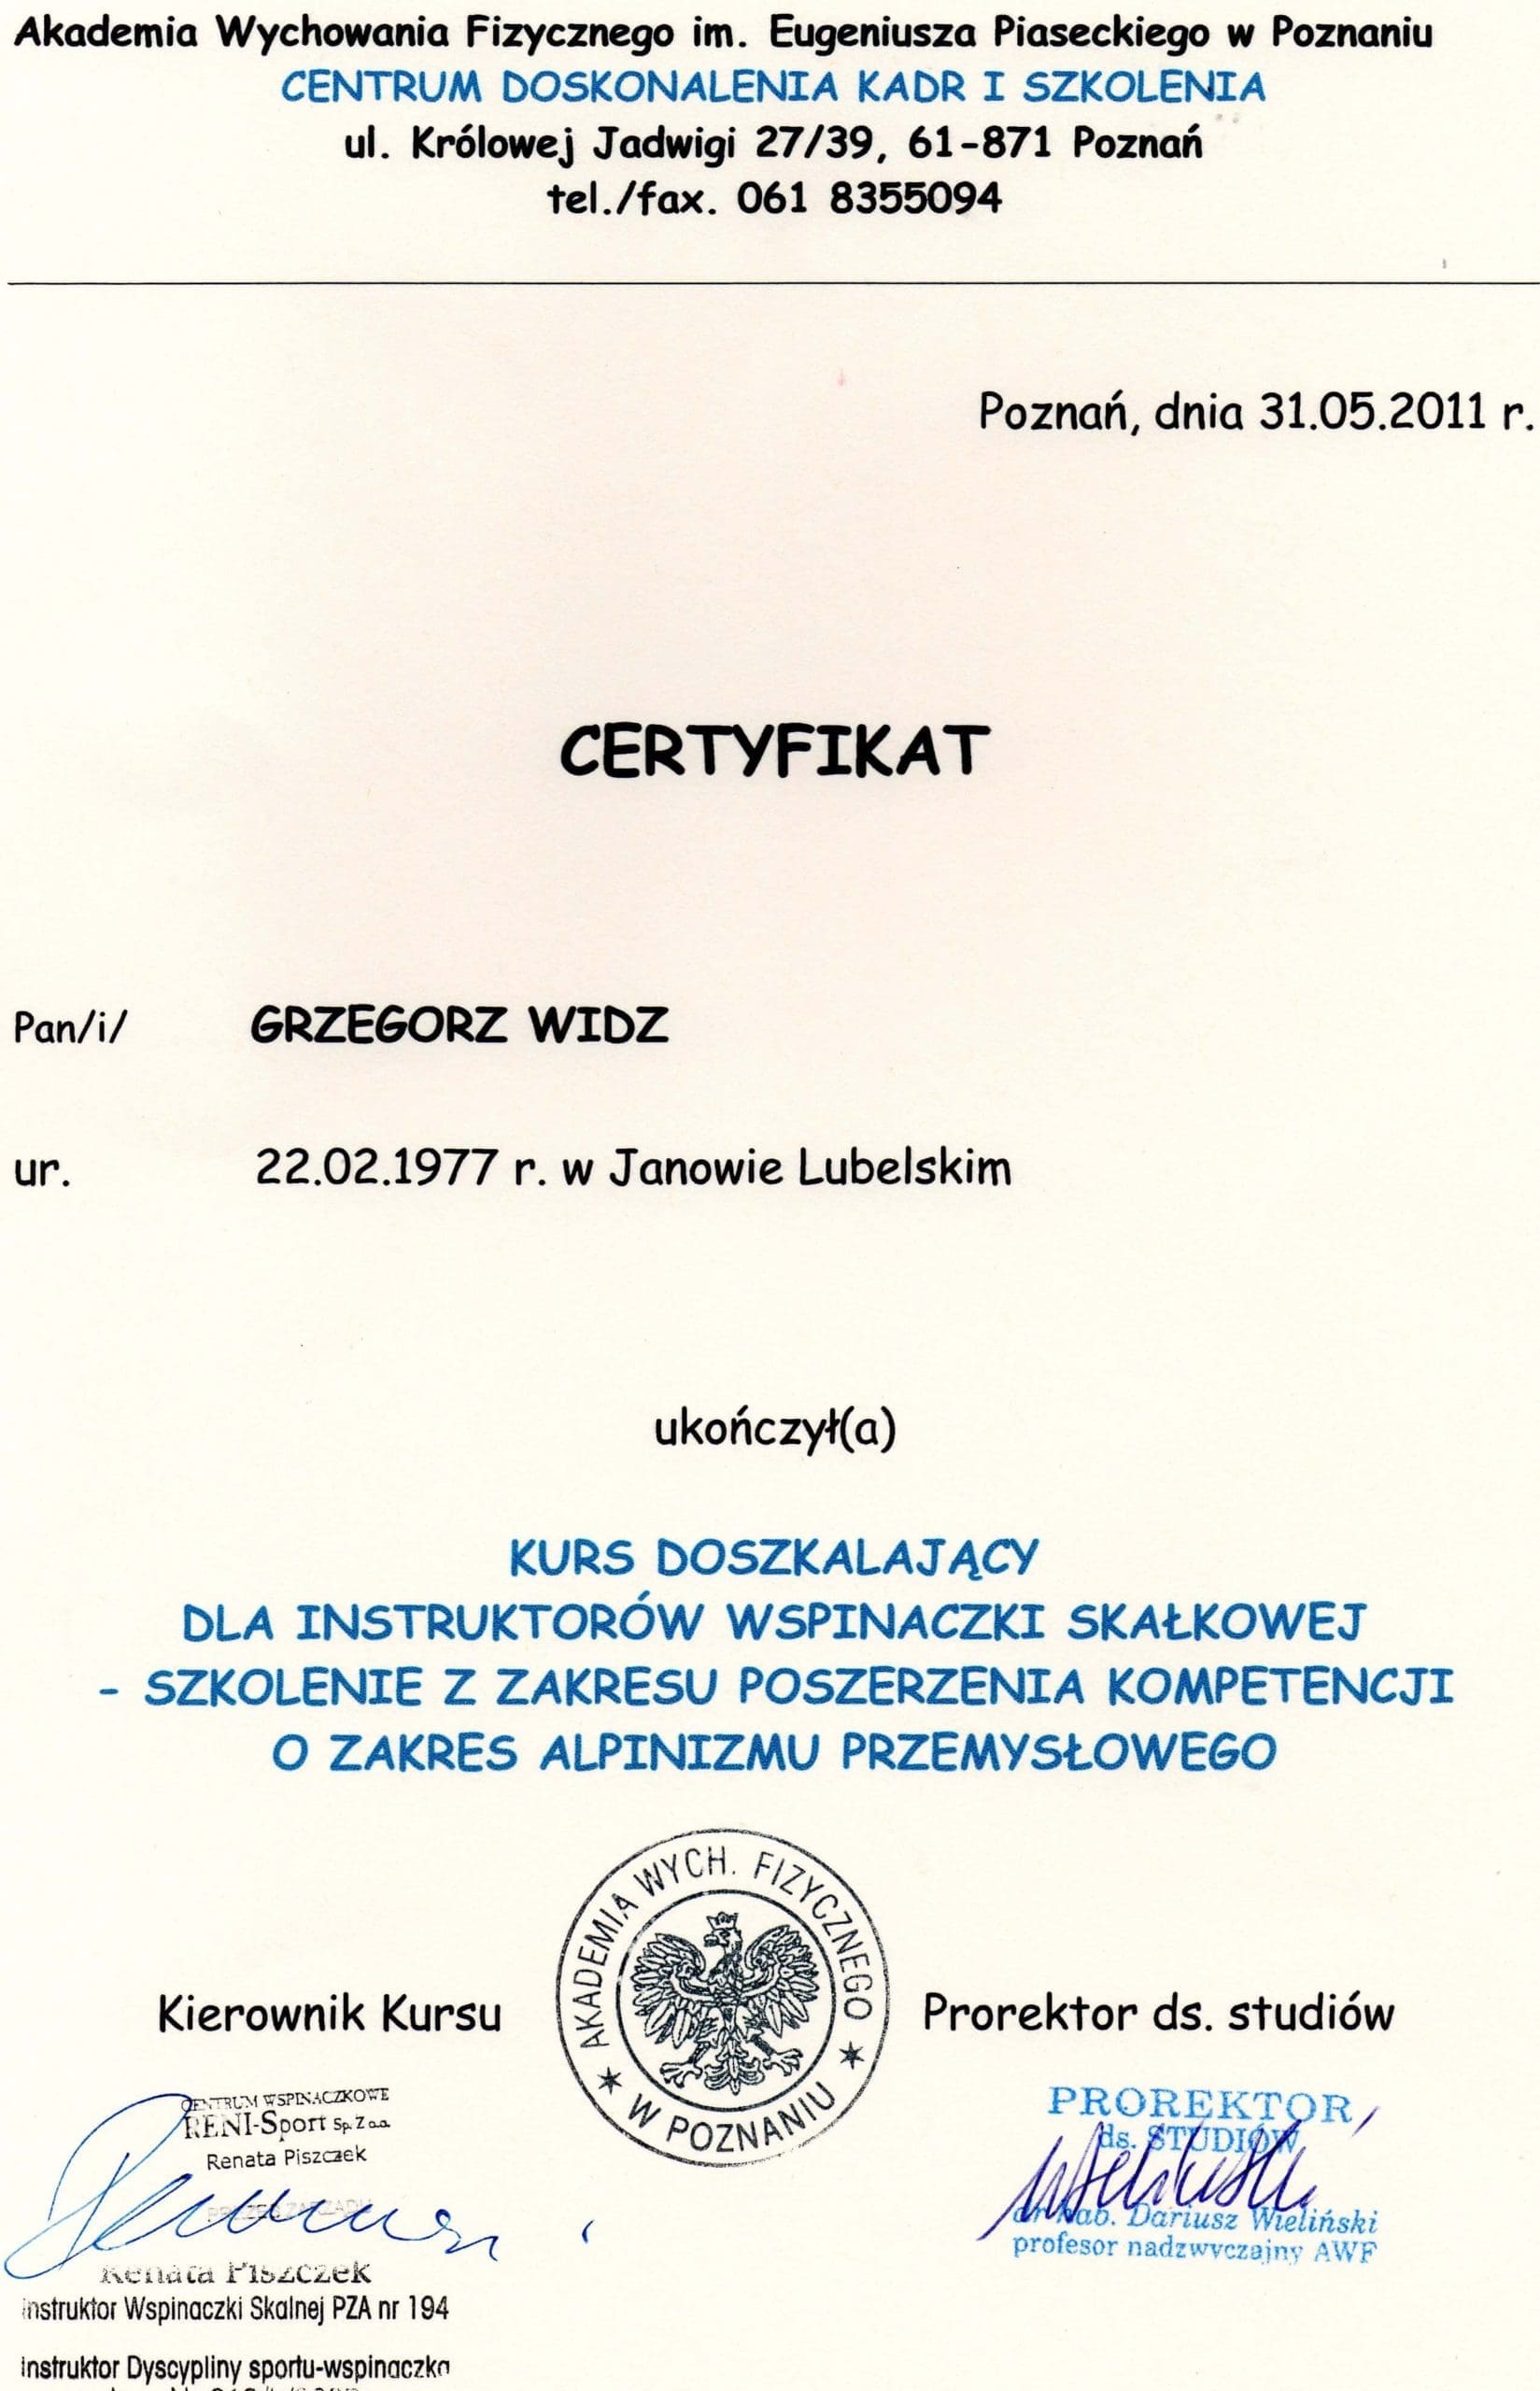 Akademia Wychowania Fizycznego im. Eugeniusza Piaseckiego w Poznaniu
CENTRUM DOSKONALENIA KADR I SZKOLENIA
ul. Królowej Jadwigi 27/39, 61-871 Poznań
tel./fax. 061 8355094
Poznań, dnia 31.05.2011 r.
CERTYFIKAT
Pan/i/ GRZEGORZ WIDZ
ur. 22.02.1977 r. w Janowie Lubelskim
ukończył(a)
KURS DOSZKALAJĄCY
DLA INSTRUKTORÓW WSPINACZKI SKAŁKOWEJ
- SZKOLENIE Z ZAKRESU POSZERZENIA KOMPETENCJI
O ZAKRES ALPINIZMU PRZEMYSŁOWEGO
AKADEMIA WYCH. FIZYCZNEGO
W POZNANIU
Kierownik Kursu
Prorektor ds. studiów
CENTRUM WSPINACZKOWE
RENI-Sport Sp. Z o.o.
Renata Piszczek
PREZES ZARZĄDU
Renata Piszczek
Instruktor Wspinaczki Skalnej PZA nr 194
Instruktor Dyscypliny sportu-wspinaczka
PROREKTOR
ds. STUDIÓW
dr hab. Dariusz Wieliński
profesor nadzwyczajny AWF